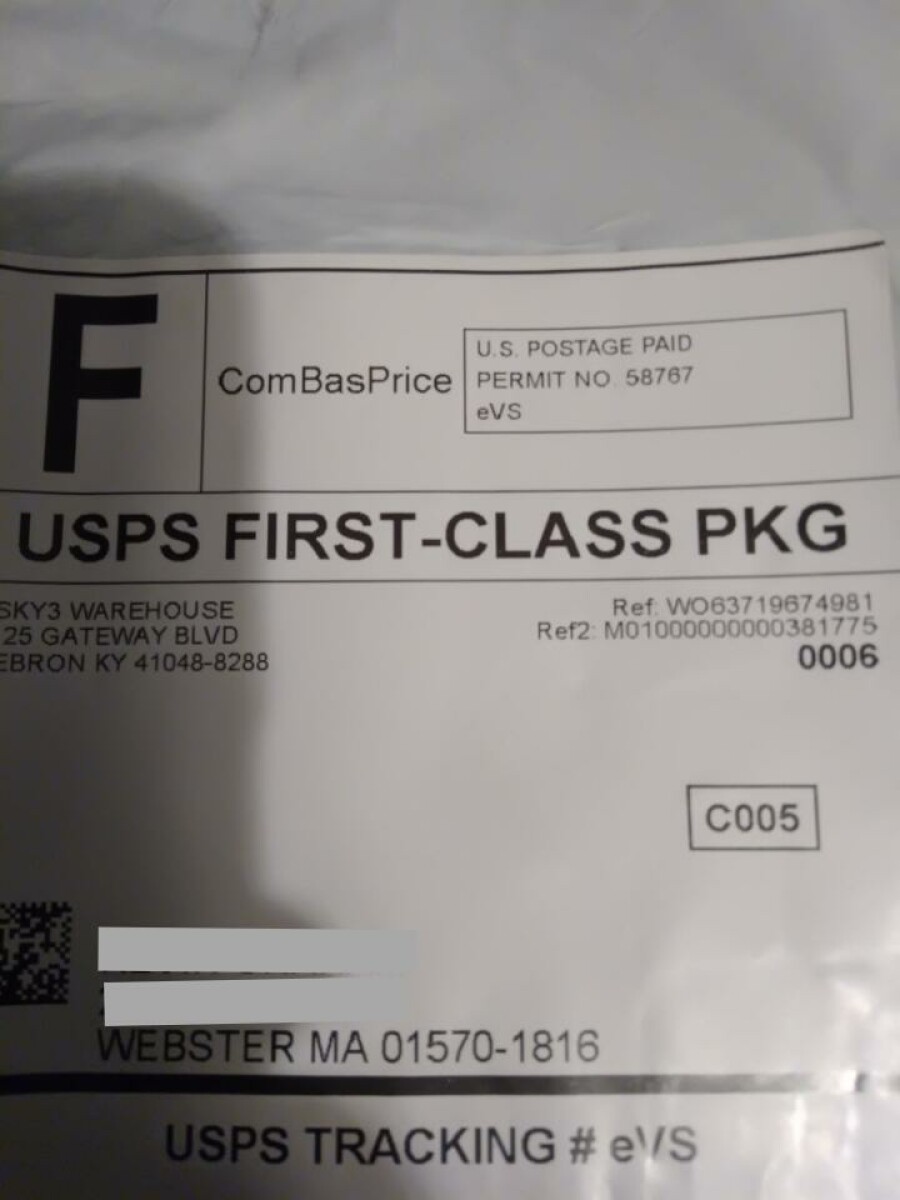 F
ComBasPrice
U.S. POSTAGE PAID
PERMIT NO 58767
eVS
USPS FIRST-CLASS PKG
SKY3 WAREHOUSE
25 GATEWAY BLVD
EBRON KY 41048-8288
Ref: WO63719674981
Ref2: M01000000000381775
0006
C005
WEBSTER MA 01570-1816
USPS TRACKING # eVS